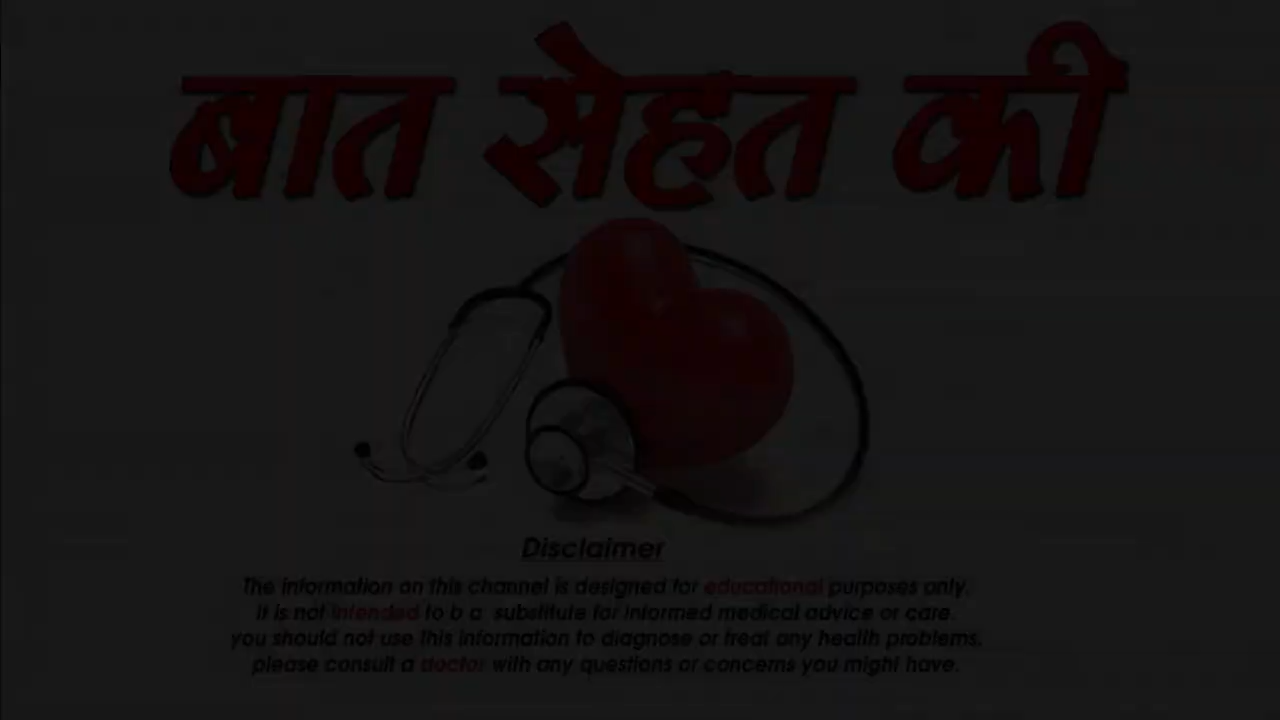 बात सेहत की
Disclaimer
The information on this channel is designed for educational purposes only.
it is not intended to b a substitute for informed medical advice or care.
you should not use this information to diagnose or treat any health problems.
please consult a doctor with any questions or concerns you might have.